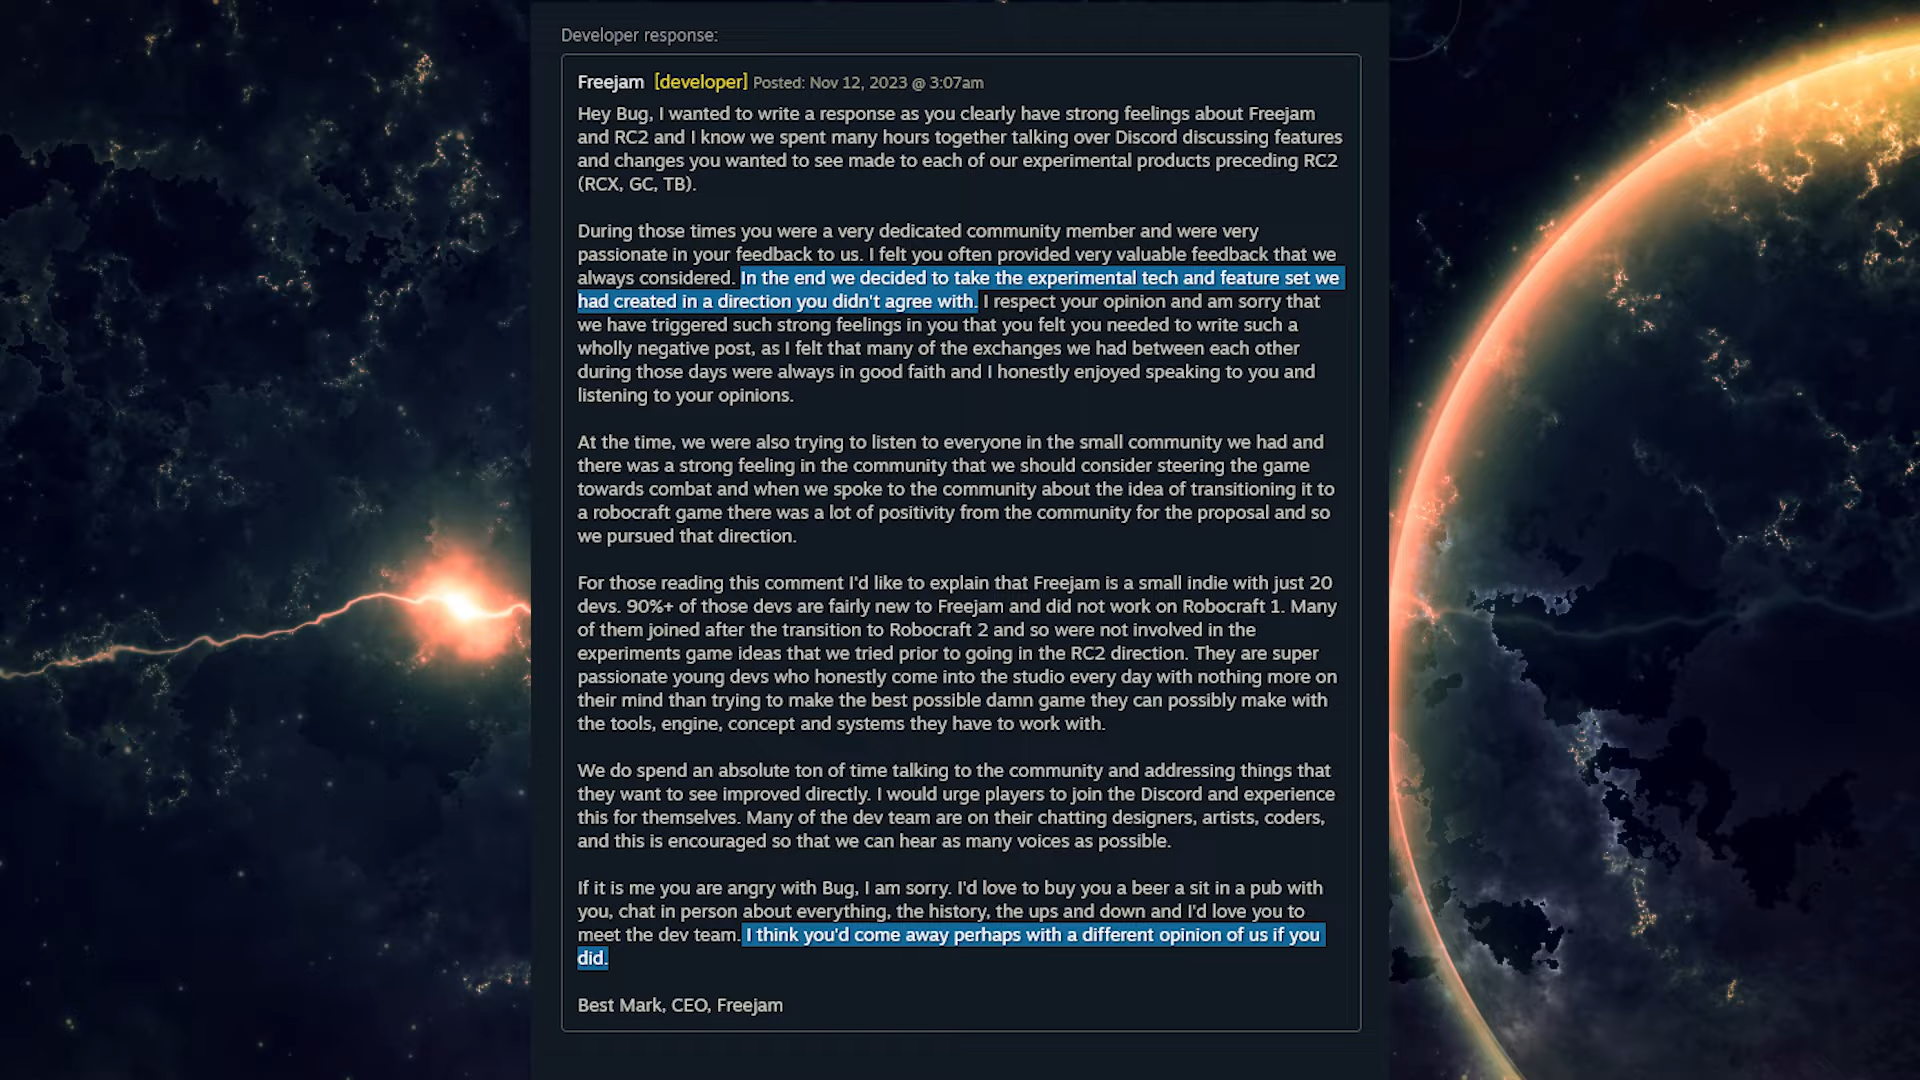 Developer response:
Freejam [developer] Posted: Nov 12, 2023 @ 3:07am
Hey Bug, I wanted to write a response as you clearly have strong feelings about Freejam
and RC2 and I know we spent many hours together talking over Discord discussing features
and changes you wanted to see made to each of our experimental products preceding RC2
(RCX, GC, TB).
During those times you were a very dedicated community member and were very
passionate in your feedback to us. I felt you often provided very valuable feedback that we
always considered. In the end we decided to take the experimental tech and feature set we
had created in a direction you didn't agree with. I respect your opinion and am sorry that
we have triggered such strong feelings in you that you felt you needed to write such a
wholly negative post, as I felt that many of the exchanges we had between each other
during those days were always in good faith and I honestly enjoyed speaking to you and
listening to your opinions.
At the time, we were also trying to listen to everyone in the small community we had and
there was a strong feeling in the community that we should consider steering the game
towards combat and when we spoke to the community about the idea of transitioning it to
a robocraft game there was a lot of positivity from the community for the proposal and so
we pursued that direction.
For those reading this comment I'd like to explain that Freejam is a small indie with just 20
devs. 90%+ of those devs are fairly new to Freejam and did not work on Robocraft 1. Many
of them joined after the transition to Robocraft 2 and so were not involved in the
experiments game ideas that we tried prior to going in the RC2 direction. They are super
passionate young devs who honestly come into the studio every day with nothing more on
their mind than trying to make the best possible damn game they can possibly make with
the tools, engine, concept and systems they have to work with.
We do spend an absolute ton of time talking to the community and addressing things that
they want to see improved directly. I would urge players to join the Discord and experience
this for themselves. Many of the dev team are on their chatting designers, artists, coders,
and this is encouraged so that we can hear as many voices as possible.
If it is me you are angry with Bug, I am sorry. I'd love to buy you a beer a sit in a pub with
you, chat in person about everything, the history, the ups and down and I'd love you to
meet the dev team. I think you'd come away perhaps with a different opinion of us if you
did.
Best Mark, CEO, Freejam